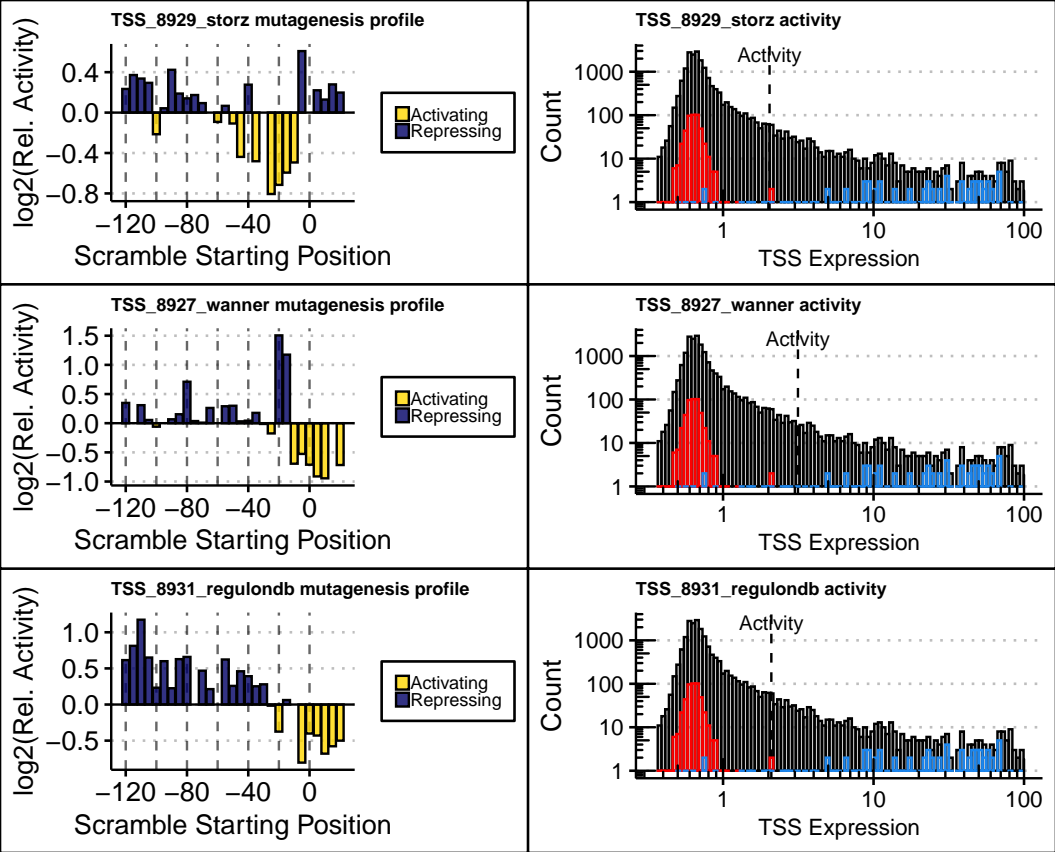 TSS_8929_storz mutagenesis profile
log2(Rel. Activity)
0.4
0.0
−0.4
−0.8
−120
−80
−40
0
Scramble Starting Position
Activating
Repressing
TSS_8929_storz activity
Activity
Count
1000
100
10
1
1
10
100
TSS Expression
TSS_8927_wanner mutagenesis profile
log2(Rel. Activity)
1.5
1.0
0.5
0.0
−0.5
−1.0
−120
−80
−40
0
Scramble Starting Position
Activating
Repressing
TSS_8927_wanner activity
Activity
Count
1000
100
10
1
1
10
100
TSS Expression
TSS_8931_regulondb mutagenesis profile
log2(Rel. Activity)
1.0
0.5
0.0
−0.5
−120
−80
−40
0
Scramble Starting Position
Activating
Repressing
TSS_8931_regulondb activity
Activity
Count
1000
100
10
1
1
10
100
TSS Expression